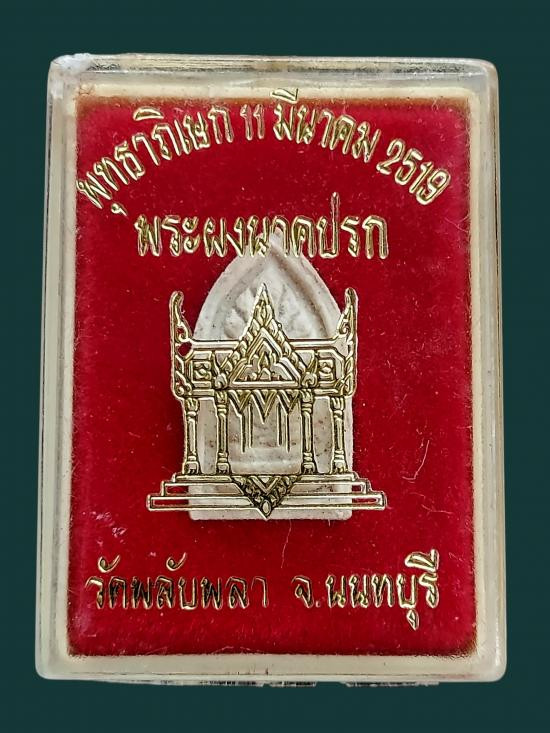 พุทธาภิเษก 11 มีนาคม 2519
พระผงนาคปรก
วัดพลับพลา จ.นนทบุรี